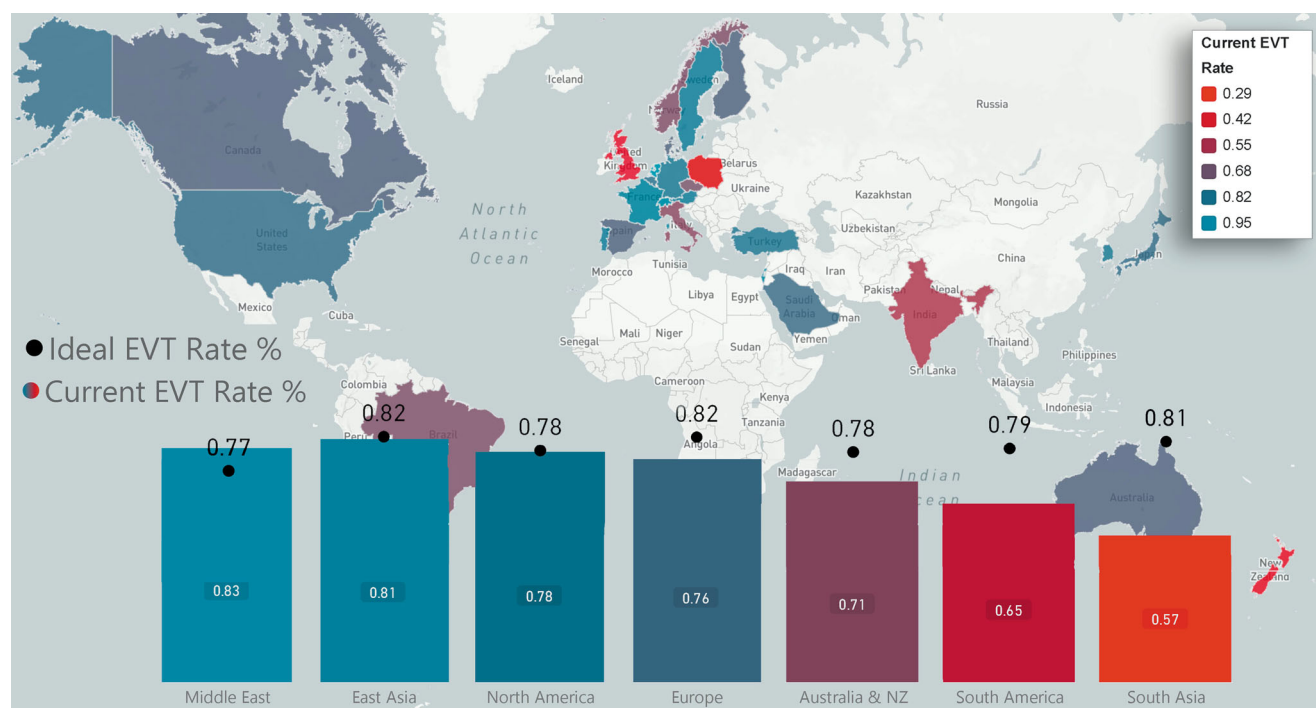 Current EVT
Rate
0.29
0.42
0.55
0.68
0.82
0.95
Iceland
Sweden
Russia
Canada
United
Kingdom
Belarus
Ukraine
Kazakhstan
Mongolia
France
North
Atlantic
Ocean
United
States
Spain
Italy
Turkey
Uzbekistan
China
Japan
Morocco
Tunisia
Iraq
Iran
Pakistan
Nepal
Mexico
Cuba
Libya
Egypt
Saudi
Arabia
Oman
India
Senegal
Mali
Niger
Sudan
Yemen
Thailand
Philippines
Sri Lanka
Malaysia
Ideal EVT Rate %
Current EVT Rate %
Colombia
Cameroon
Kenya
Indonesia
Peru
Brazil
Tanzania
Angola
Madagascar
Indian
Ocean
Australia
New
Zealand
0.77
0.82
0.78
0.82
0.78
0.79
0.81
0.83
0.81
0.78
0.76
0.71
0.65
0.57
Middle East
East Asia
North America
Europe
Australia & NZ
South America
South Asia